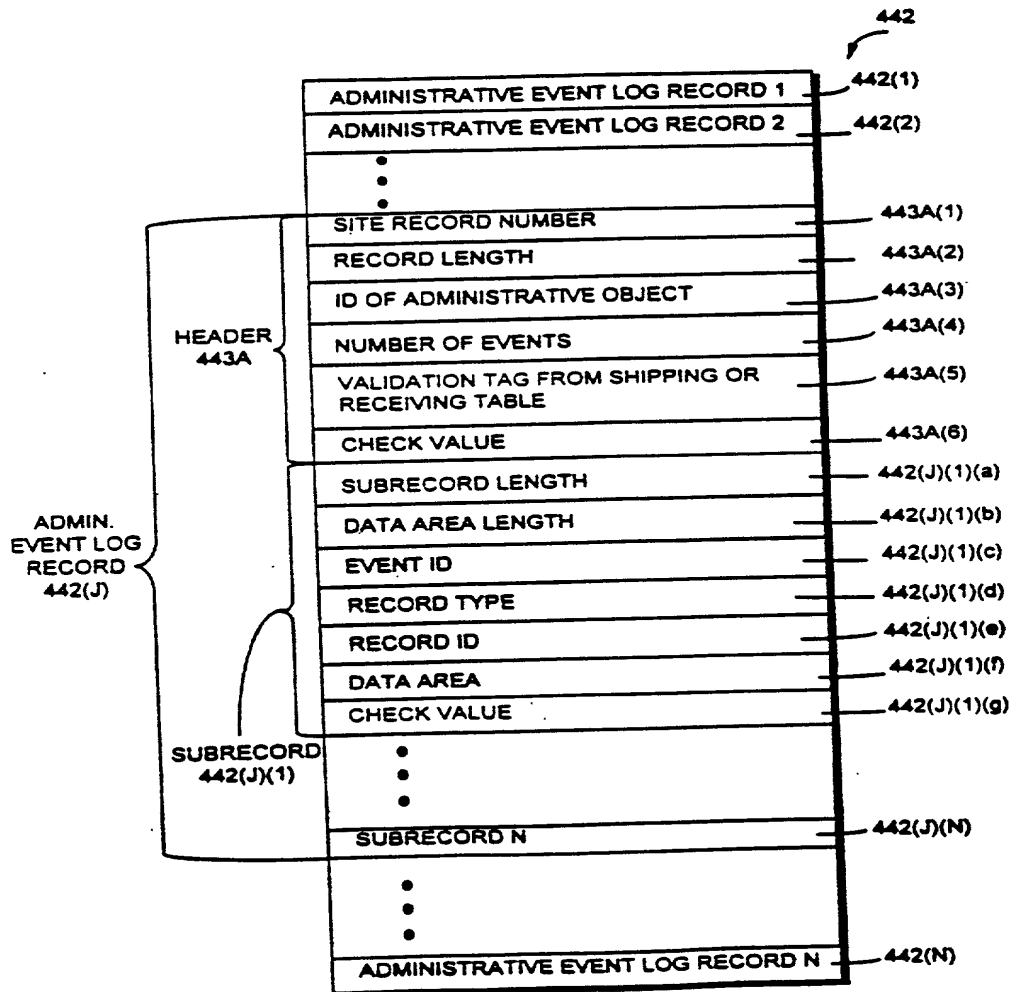 442
ADMINISTRATIVE EVENT LOG RECORD 1
442(1)
ADMINISTRATIVE EVENT LOG RECORD 2
442(2)
SITE RECORD NUMBER
443A(1)
RECORD LENGTH
443A(2)
ID OF ADMINISTRATIVE OBJECT
443A(3)
HEADER
443A
NUMBER OF EVENTS
443A(4)
VALIDATION TAG FROM SHIPPING OR
RECEIVING TABLE
443A(5)
CHECK VALUE
443A(6)
SUBRECORD LENGTH
442(J)(1)(a)
ADMIN.
EVENT LOG
RECORD
442(J)
DATA AREA LENGTH
442(J)(1)(b)
EVENT ID
442(J)(1)(c)
RECORD TYPE
442(J)(1)(d)
RECORD ID
442(J)(1)(e)
DATA AREA
442(J)(1)(f)
CHECK VALUE
442(J)(1)(g)
SUBRECORD
442(J)(1)
SUBRECORD N
442(J)(N)
ADMINISTRATIVE EVENT LOG RECORD N
442(N)